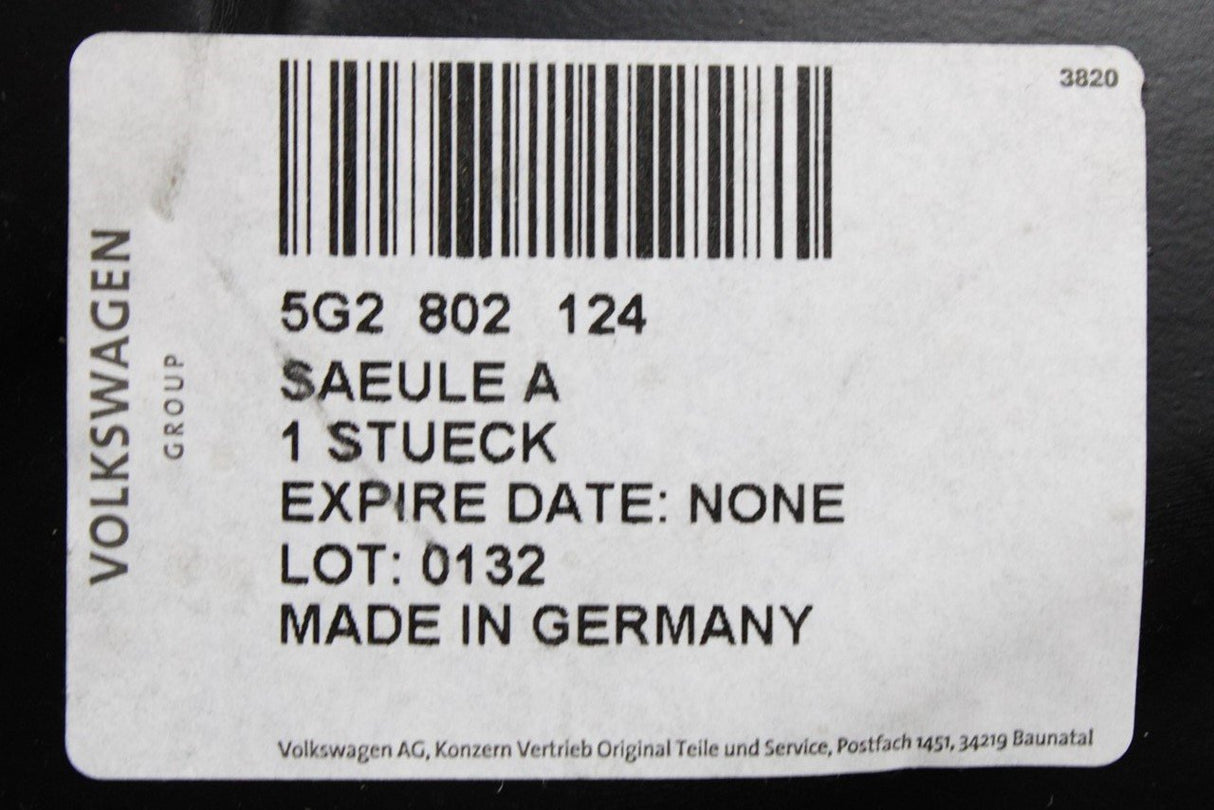 3820
5G2 802 124
SAEULE A
1 STUECK
EXPIRE DATE: NONE
LOT: 0132
MADE IN GERMANY
Volkswagen AG, Konzern Vertrieb Original Teile und Service, Postfach 1451, 34219 Baunatal
VOLKSWAGEN
GROUP